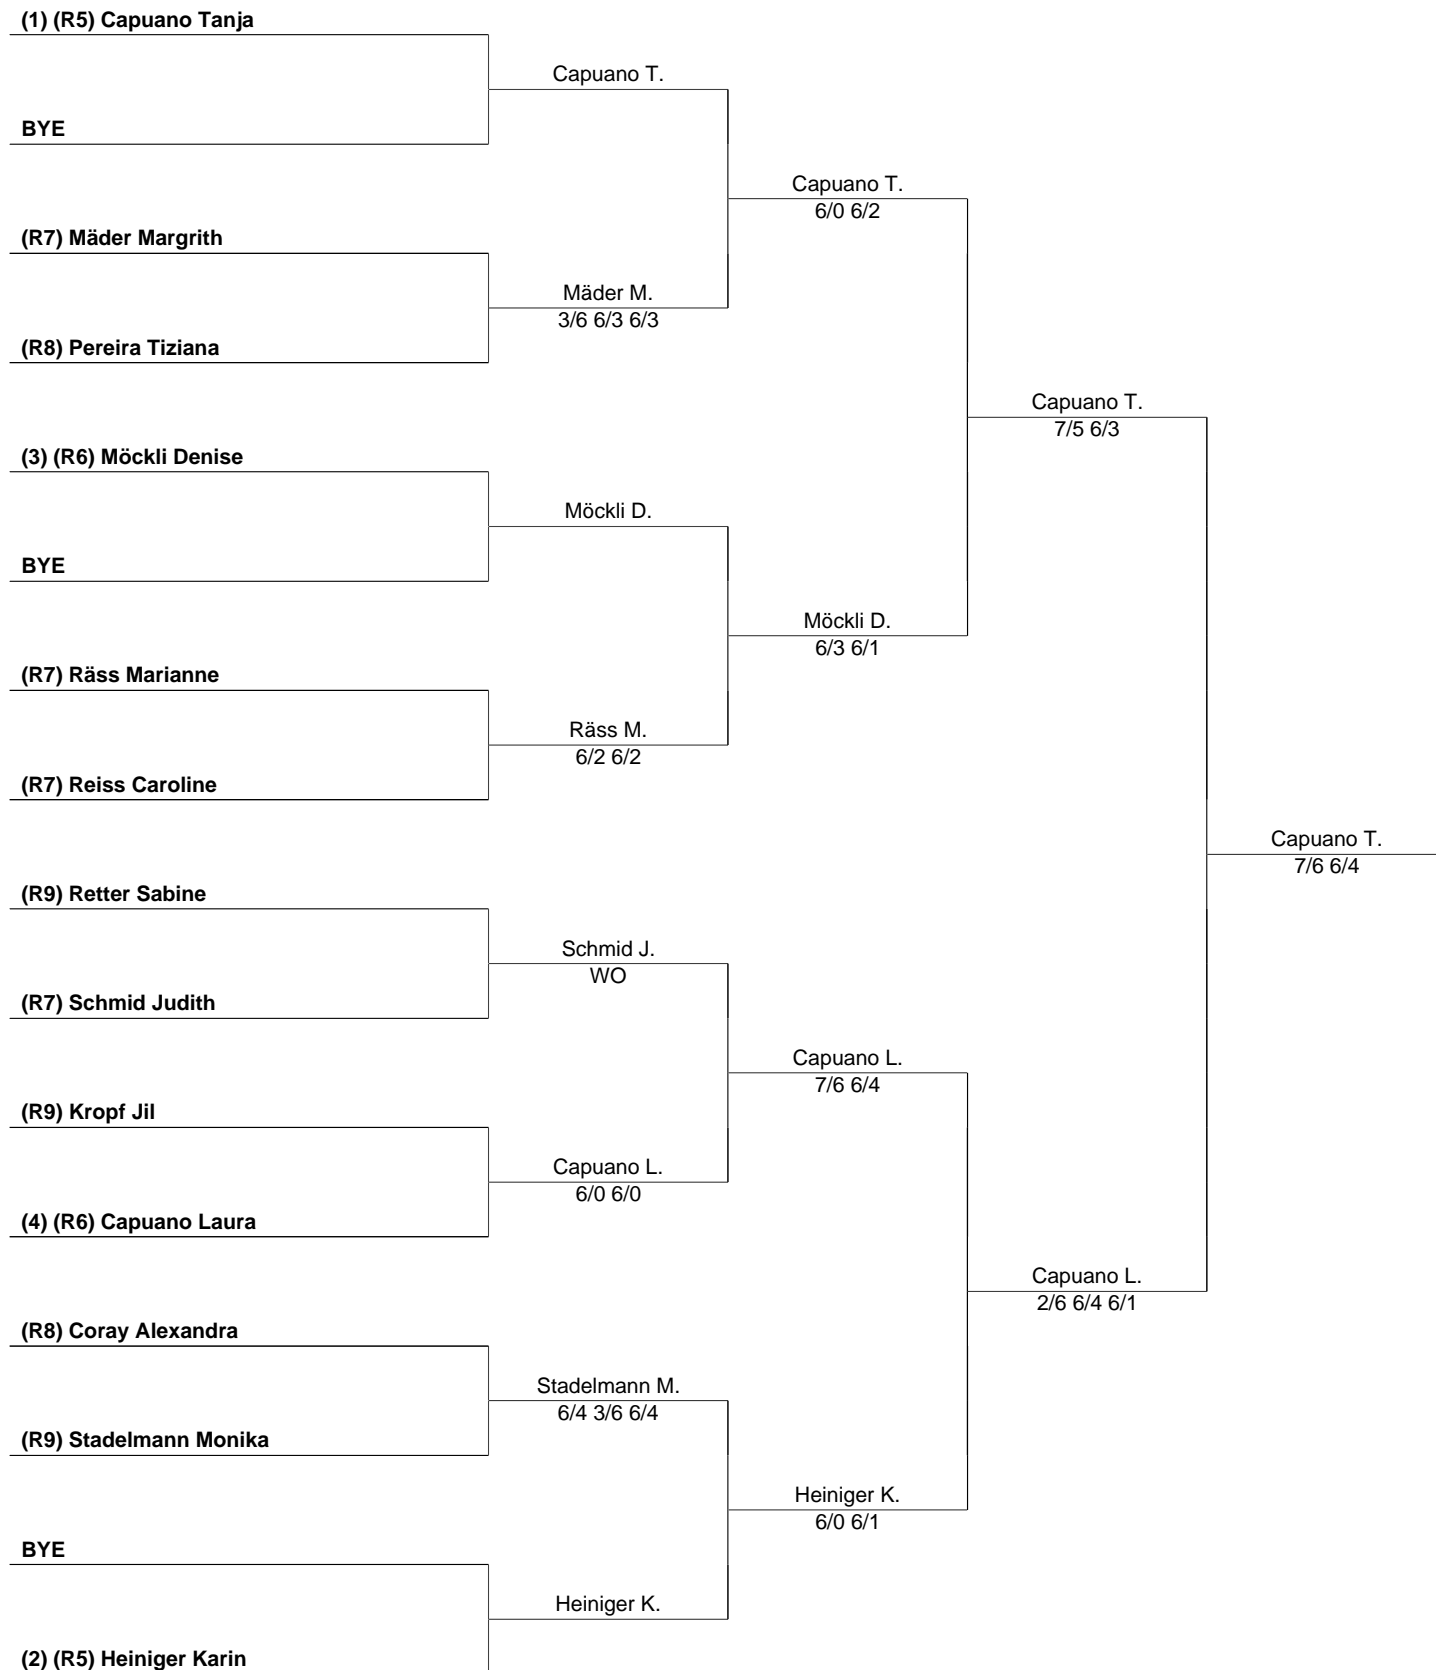 (1) (R5) Capuano Tanja
Capuano T.
BYE
Capuano T.
6/0 6/2
(R7) Mäder Margrith
Mäder M.
3/6 6/3 6/3
(R8) Pereira Tiziana
Capuano T.
7/5 6/3
(3) (R6) Möckli Denise
Möckli D.
BYE
Möckli D.
6/3 6/1
(R7) Räss Marianne
Räss M.
6/2 6/2
(R7) Reiss Caroline
Capuano T.
7/6 6/4
(R9) Retter Sabine
Schmid J.
WO
(R7) Schmid Judith
Capuano L.
7/6 6/4
(R9) Kropf Jil
Capuano L.
6/0 6/0
(4) (R6) Capuano Laura
Capuano L.
2/6 6/4 6/1
(R8) Coray Alexandra
Stadelmann M.
6/4 3/6 6/4
(R9) Stadelmann Monika
Heiniger K.
6/0 6/1
BYE
Heiniger K.
(2) (R5) Heiniger Karin